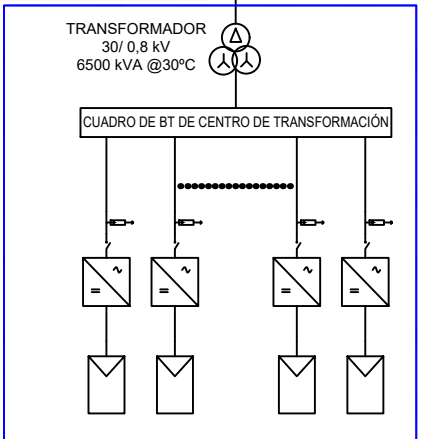 TRANSFORMADOR
30/ 0,8 kV
6500 kVA @30ºC
CUADRO DE BT DE CENTRO DE TRANSFORMACIÓN